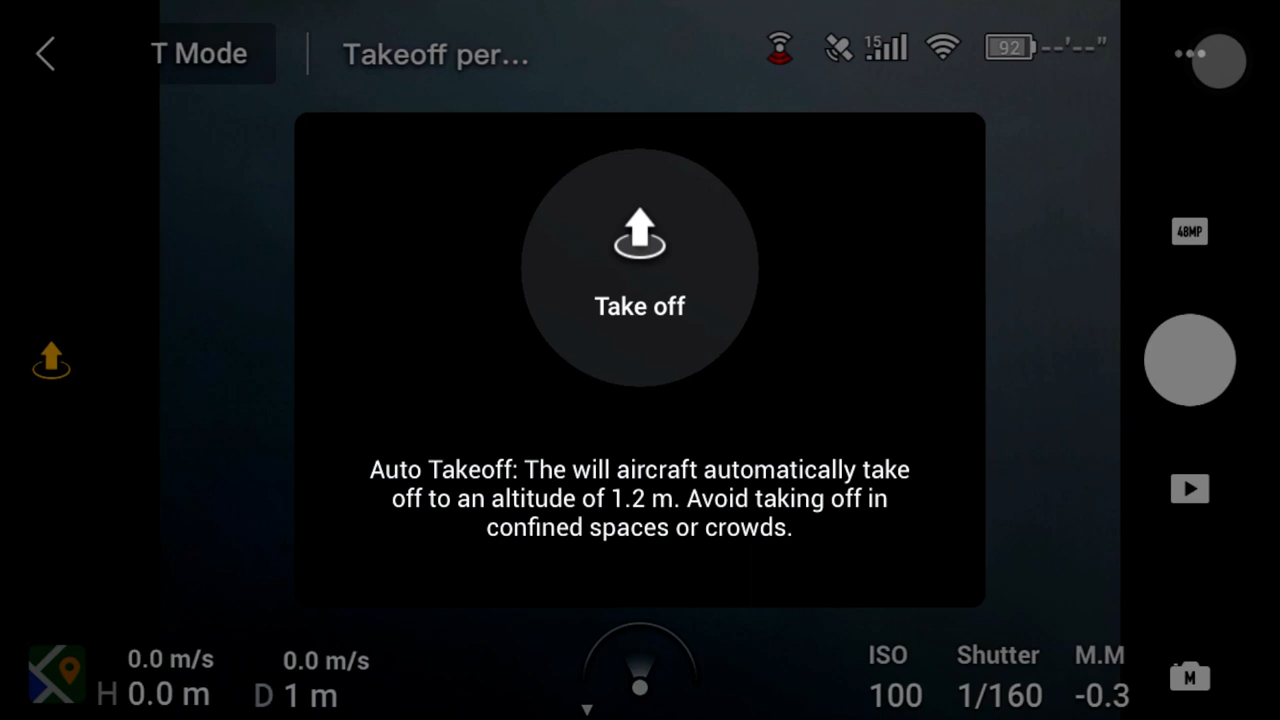 T Mode
Takeoff per...
15
92
--'--"
48MP
Take off
Auto Takeoff: The will aircraft automatically take
off to an altitude of 1.2 m. Avoid taking off in
confined spaces or crowds.
0.0 m/s
0.0 m/s
H 0.0 m
D 1 m
ISO
Shutter
M.M
100
1/160
-0.3
M